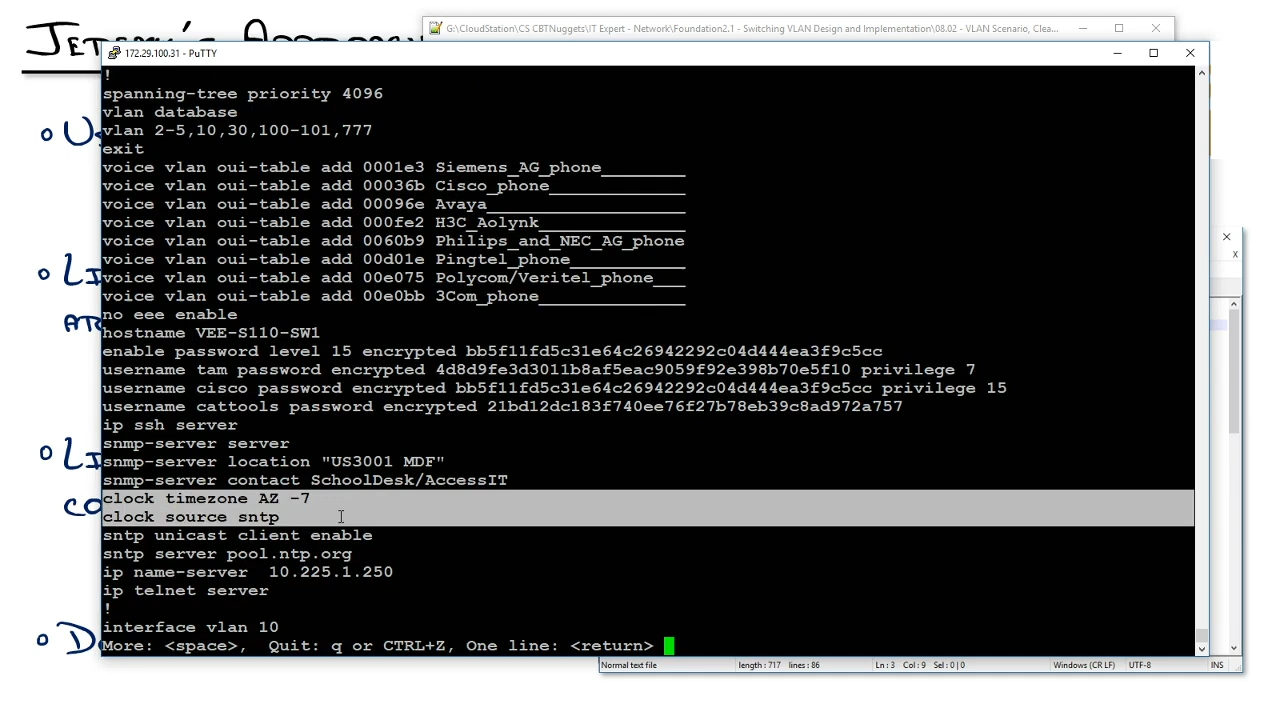 G:\CloudStation\CS CBTNuggets\IT Expert - Network\Foundation2.1 - Switching VLAN Design and Implementation\08.02 - VLAN Scenario, Clea...
172.29.100.31 - PuTTY
!
spanning-tree priority 4096
vlan database
vlan 2-5,10,30,100-101,777
exit
voice vlan oui-table add 0001e3 Siemens_AG_phone________
voice vlan oui-table add 00036b Cisco_phone_____________
voice vlan oui-table add 00096e Avaya___________________
voice vlan oui-table add 000fe2 H3C_Aolynk______________
voice vlan oui-table add 0060b9 Philips_and_NEC_AG_phone
voice vlan oui-table add 00d01e Pingtel_phone___________
voice vlan oui-table add 00e075 Polycom/Veritel_phone___
voice vlan oui-table add 00e0bb 3Com_phone______________
no eee enable
hostname VEE-S110-SW1
enable password level 15 encrypted bb5f11fd5c31e64c26942292c04d444ea3f9c5cc
username tam password encrypted 4d8d9fe3d3011b8af5eac9059f92e398b70e5f10 privilege 7
username cisco password encrypted bb5f11fd5c31e64c26942292c04d444ea3f9c5cc privilege 15
username cattools password encrypted 21bd12dc183f740ee76f27b78eb39c8ad972a757
ip ssh server
snmp-server server
snmp-server location "US3001 MDF"
snmp-server contact SchoolDesk/AccessIT
clock timezone AZ -7
clock source sntp
sntp unicast client enable
sntp server pool.ntp.org
ip name-server  10.225.1.250
ip telnet server
!
interface vlan 10
More: <space>,  Quit: q or CTRL+Z, One line: <return>
Normal text file length : 717 lines : 86 Ln : 3 Col : 9 Sel : 0 | 0 Windows (CR LF) UTF-8 INS